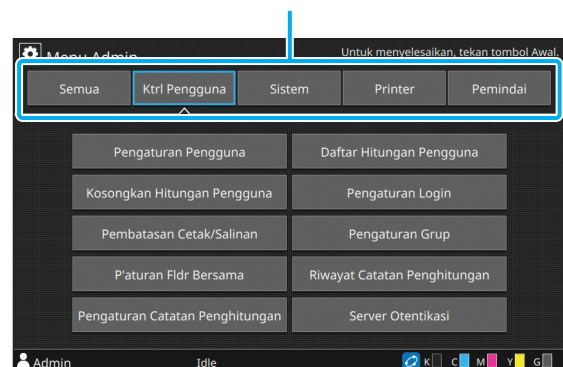 Menu Admin
Untuk menyelesaikan, tekan tombol Awal.
Semua
Ktrl Pengguna
Sistem
Printer
Pemindai
Pengaturan Pengguna
Daftar Hitungan Pengguna
Kosongkan Hitungan Pengguna
Pengaturan Login
Pembatasan Cetak/Salinan
Pengaturan Grup
P'aturan Fldr Bersama
Riwayat Catatan Penghitungan
Pengaturan Catatan Penghitungan
Server Otentikasi
Admin
Idle
K C M Y G